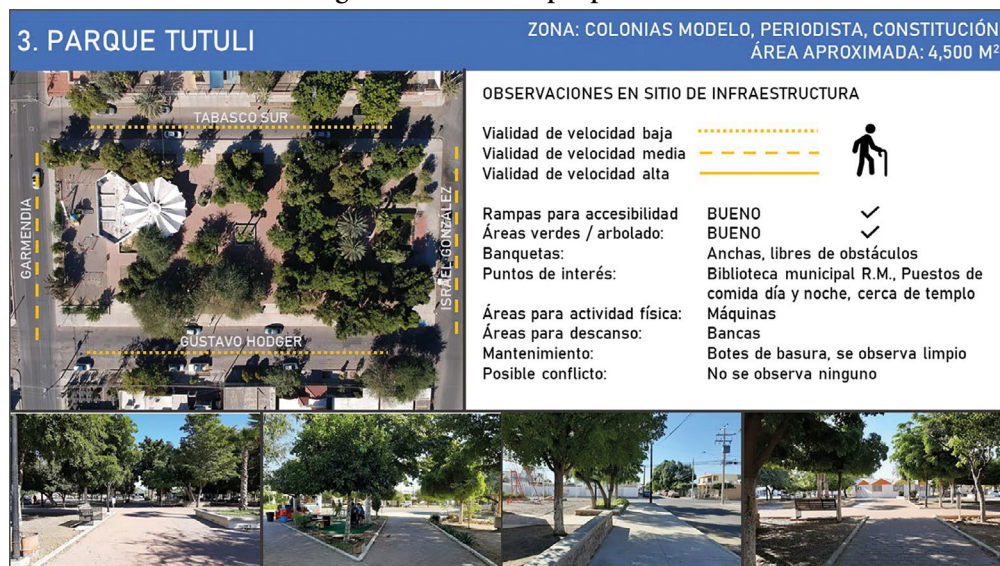 3. PARQUE TUTULI
ZONA: COLONIAS MODELO, PERIODISTA, CONSTITUCIÓN
ÁREA APROXIMADA: 4,500 M²
TABASCO SUR
GARMENDIA
ISRAEL GONZÁLEZ
GUSTAVO HODGER
OBSERVACIONES EN SITIO DE INFRAESTRUCTURA
Vialidad de velocidad baja
Vialidad de velocidad media
Vialidad de velocidad alta
Rampas para accesibilidad BUENO ✓
Áreas verdes / arbolado: BUENO ✓
Banquetas: Anchas, libres de obstáculos
Puntos de interés: Biblioteca municipal R.M., Puestos de
comida día y noche, cerca de templo
Áreas para actividad física: Máquinas
Áreas para descanso: Bancas
Mantenimiento: Botes de basura, se observa limpio
Posible conflicto: No se observa ninguno